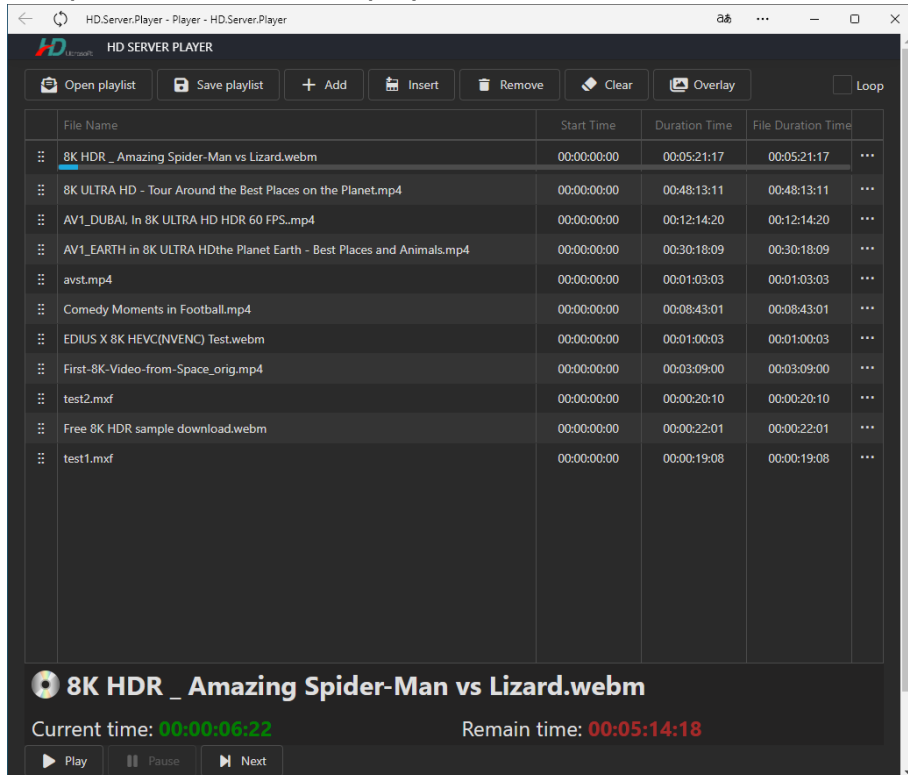 HD.Server.Player - Player - HD.Server.Player
HD HD SERVER PLAYER
Open playlist Save playlist Add Insert Remove Clear Overlay Loop
File Name Start Time Duration Time File Duration Time
8K HDR _ Amazing Spider-Man vs Lizard.webm 00:00:00:00 00:05:21:17 00:05:21:17
8K ULTRA HD - Tour Around the Best Places on the Planet.mp4 00:00:00:00 00:48:13:11 00:48:13:11
AV1_DUBAI, In 8K ULTRA HD HDR 60 FPS..mp4 00:00:00:00 00:12:14:20 00:12:14:20
AV1_EARTH in 8K ULTRA HDthe Planet Earth - Best Places and Animals.mp4 00:00:00:00 00:30:18:09 00:30:18:09
avst.mp4 00:00:00:00 00:01:03:03 00:01:03:03
Comedy Moments in Football.mp4 00:00:00:00 00:08:43:01 00:08:43:01
EDIUS X 8K HEVC(NVENC) Test.webm 00:00:00:00 00:01:00:03 00:01:00:03
First-8K-Video-from-Space_orig.mp4 00:00:00:00 00:03:09:00 00:03:09:00
test2.mxf 00:00:00:00 00:00:20:10 00:00:20:10
Free 8K HDR sample download.webm 00:00:00:00 00:00:22:01 00:00:22:01
test1.mxf 00:00:00:00 00:00:19:08 00:00:19:08
8K HDR _ Amazing Spider-Man vs Lizard.webm
Current time: 00:00:06:22 Remain time: 00:05:14:18
Play Pause Next